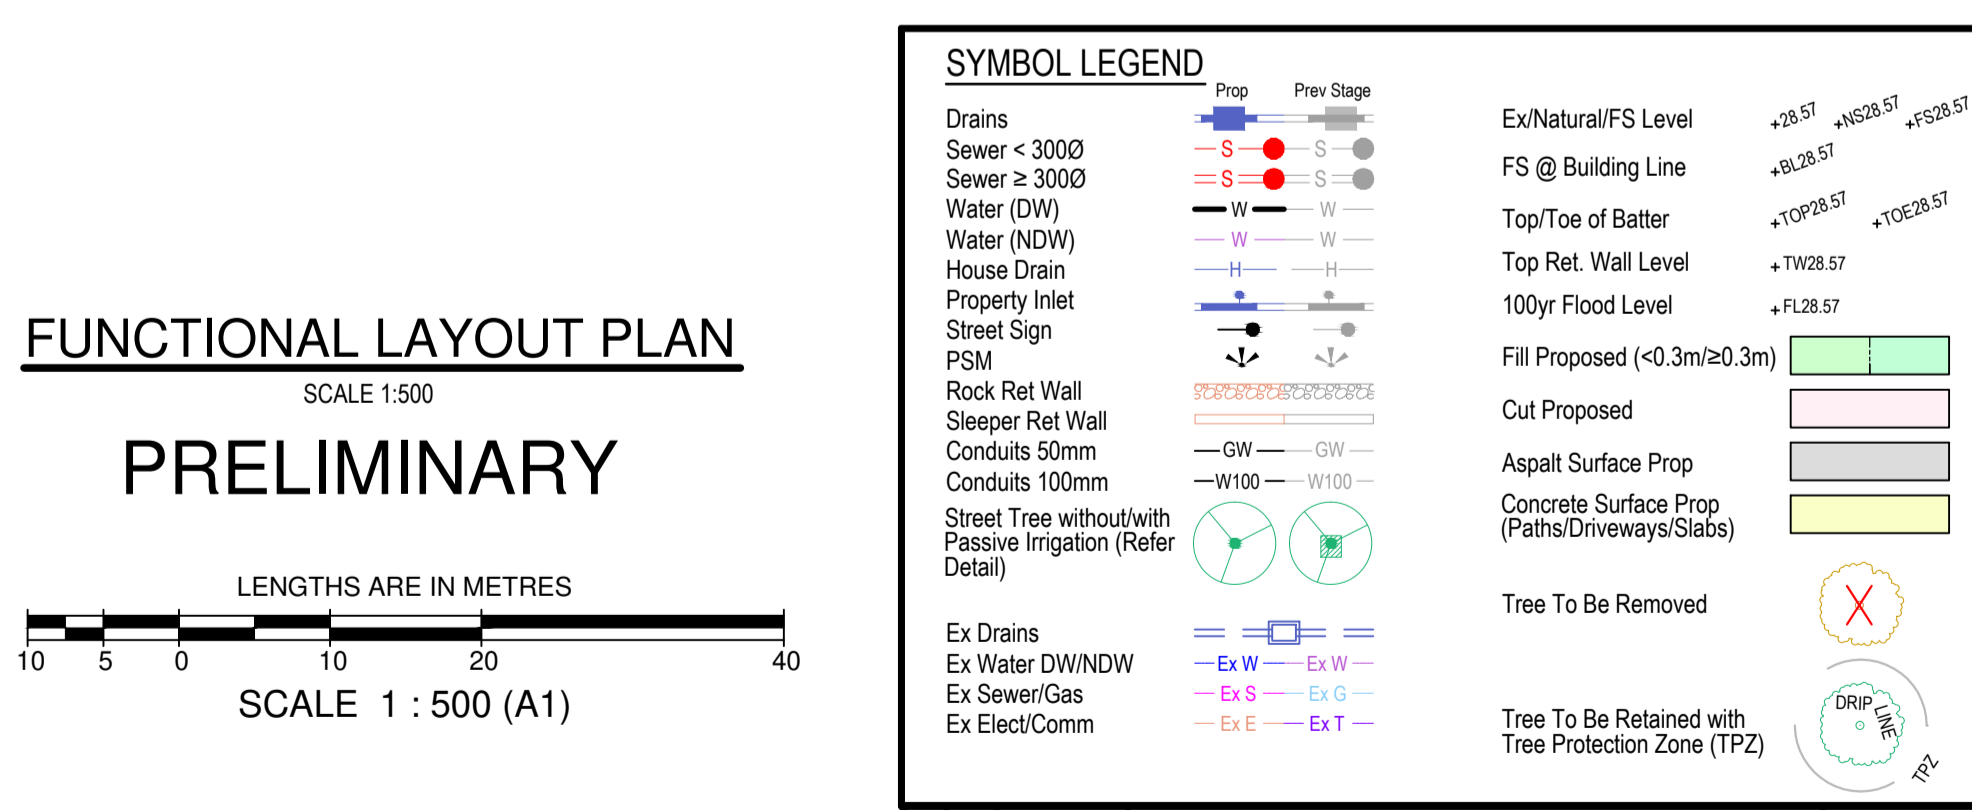 FUNCTIONAL LAYOUT PLAN
SCALE 1:500
PRELIMINARY
LENGTHS ARE IN METRES
10 5 0 10 20 40
SCALE 1 : 500 (A1)
SYMBOL LEGEND
Prop Prev Stage
Drains
Sewer < 300Ø S S
Sewer ≥ 300Ø S S
Water (DW) W W
Water (NDW) W W
House Drain H H
Property Inlet
Street Sign
PSM
Rock Ret Wall
Sleeper Ret Wall
Conduits 50mm GW GW
Conduits 100mm W100 W100
Street Tree without/with
Passive Irrigation (Refer
Detail)
Ex Drains
Ex Water DW/NDW Ex W Ex W
Ex Sewer/Gas Ex S Ex G
Ex Elect/Comm Ex E Ex T
Ex/Natural/FS Level +28.57 +NS28.57 +FS28.57
FS @ Building Line +BL28.57
Top/Toe of Batter +TOP28.57 +TOE28.57
Top Ret. Wall Level +TW28.57
100yr Flood Level +FL28.57
Fill Proposed (<0.3m/≥0.3m)
Cut Proposed
Aspalt Surface Prop
Concrete Surface Prop
(Paths/Driveways/Slabs)
Tree To Be Removed
Tree To Be Retained with
Tree Protection Zone (TPZ)
DRIP LINE
TPZ